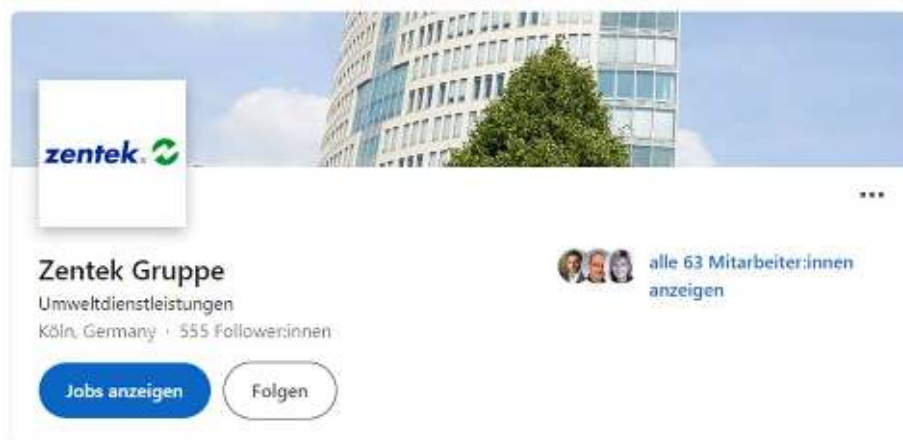 zentek.
Zentek Gruppe
Umweltdienstleistungen
Köln, Germany · 555 Follower:innen
alle 63 Mitarbeiter:innen
anzeigen
Jobs anzeigen
Folgen